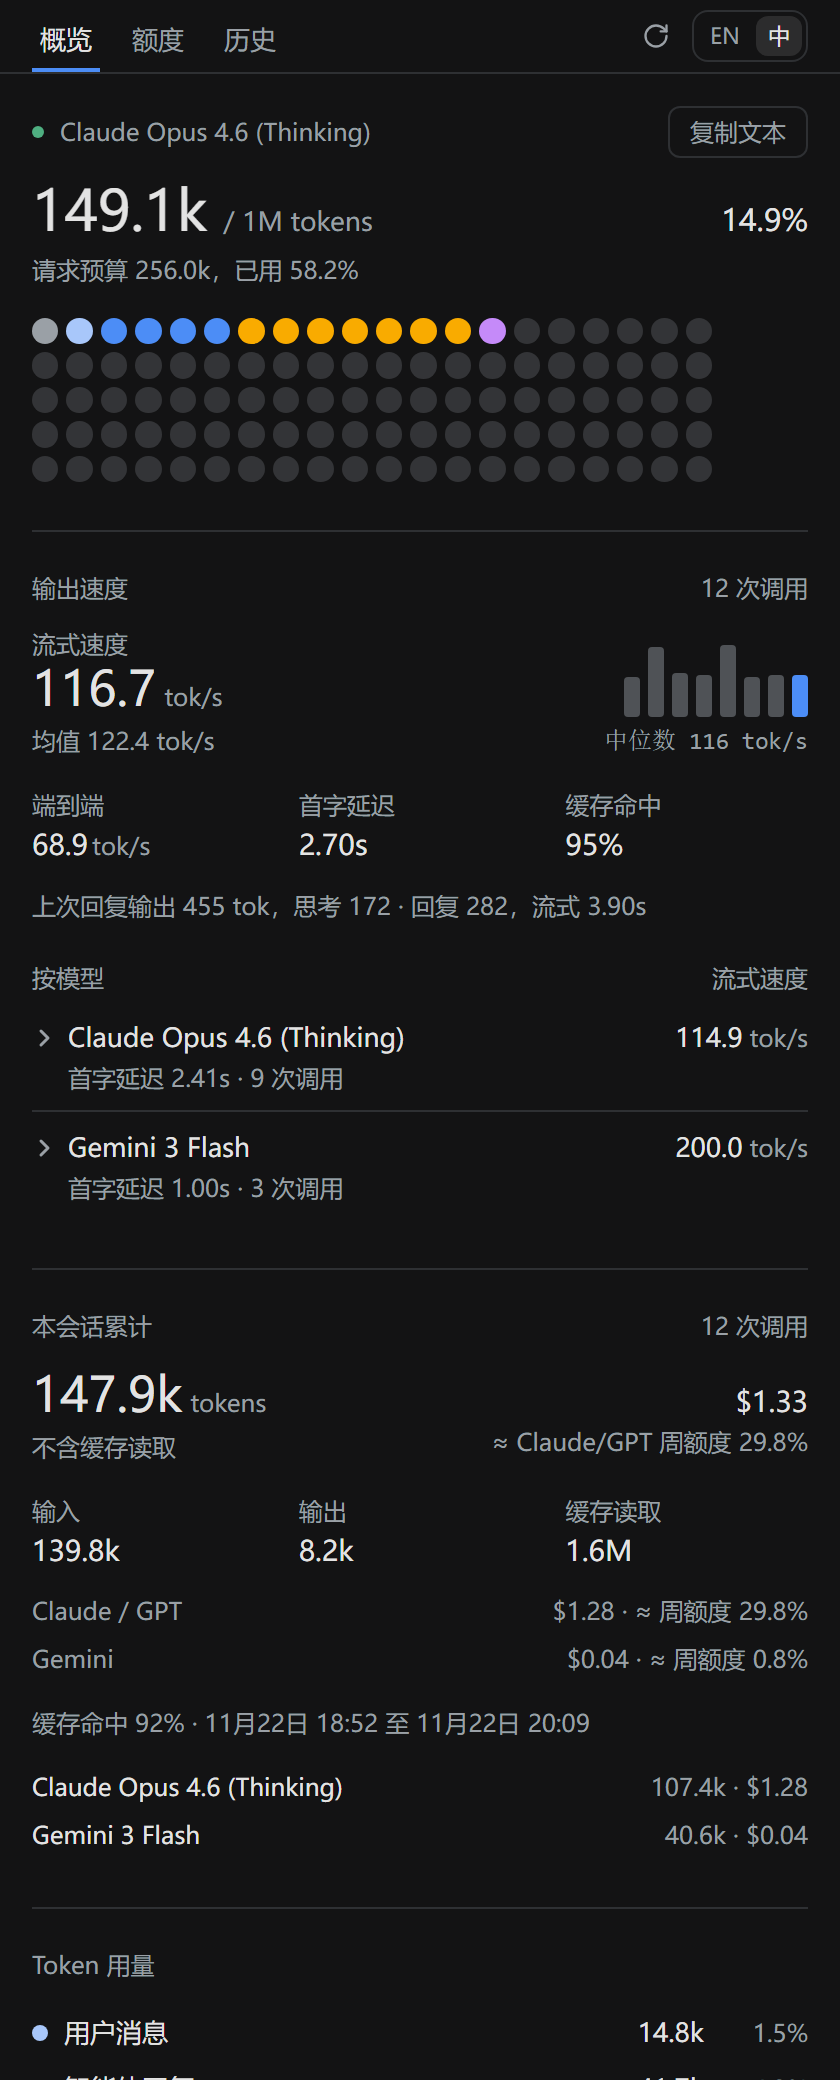 概览 额度 历史 EN 中
Claude Opus 4.6 (Thinking) 复制文本
149.1k / 1M tokens 14.9%
请求预算 256.0k，已用 58.2%
输出速度 12 次调用
流式速度
116.7 tok/s
均值 122.4 tok/s 中位数 116 tok/s
端到端 首字延迟 缓存命中
68.9 tok/s 2.70s 95%
上次回复输出 455 tok，思考 172 · 回复 282，流式 3.90s
按模型 流式速度
Claude Opus 4.6 (Thinking) 114.9 tok/s
首字延迟 2.41s · 9 次调用
Gemini 3 Flash 200.0 tok/s
首字延迟 1.00s · 3 次调用
本会话累计 12 次调用
147.9k tokens $1.33
不含缓存读取 ≈ Claude/GPT 周额度 29.8%
输入 输出 缓存读取
139.8k 8.2k 1.6M
Claude / GPT $1.28 · ≈ 周额度 29.8%
Gemini $0.04 · ≈ 周额度 0.8%
缓存命中 92% · 11月22日 18:52 至 11月22日 20:09
Claude Opus 4.6 (Thinking) 107.4k · $1.28
Gemini 3 Flash 40.6k · $0.04
Token 用量
用户消息 14.8k 1.5%